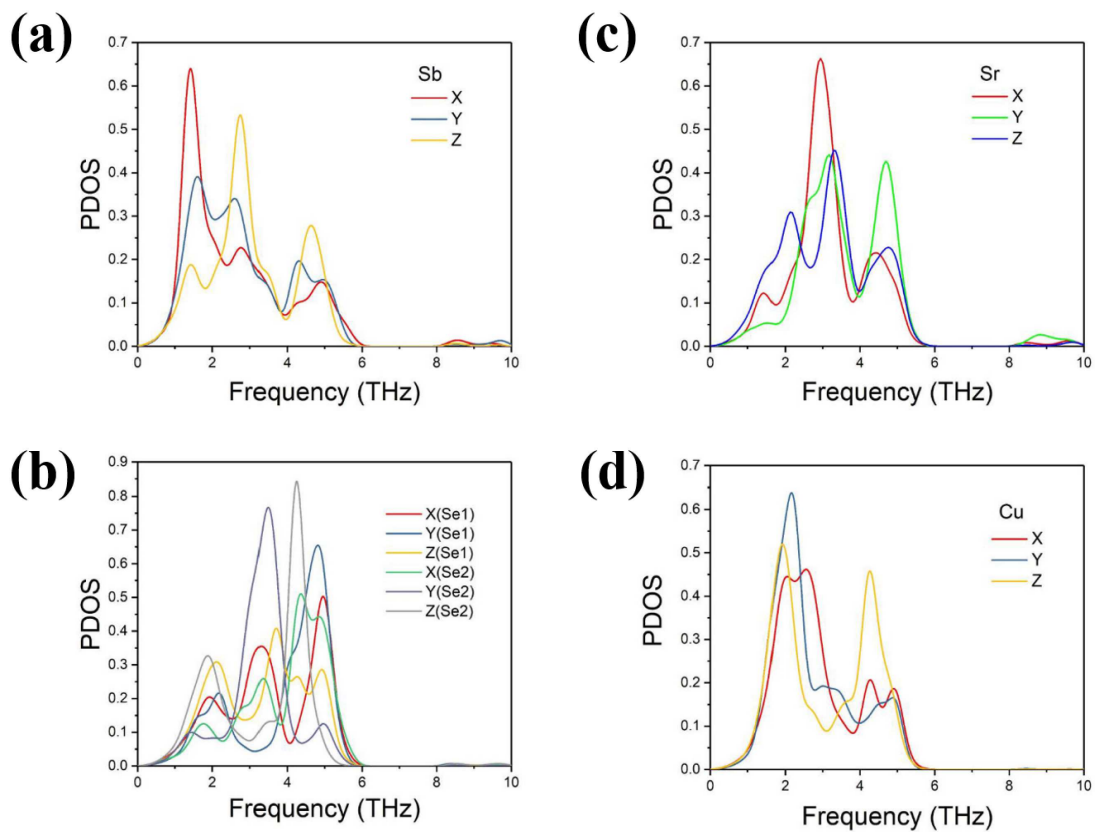 (a)
0.7
0.6
0.5
0.4
0.3
0.2
0.1
0.0
PDOS
Sb
X
Y
Z
0 2 4 6 8 10
Frequency (THz)
(c)
0.7
0.6
0.5
0.4
0.3
0.2
0.1
0.0
PDOS
Sr
X
Y
Z
0 2 4 6 8 10
Frequency (THz)
(b)
0.9
0.8
0.7
0.6
0.5
0.4
0.3
0.2
0.1
0.0
PDOS
X(Se1)
Y(Se1)
Z(Se1)
X(Se2)
Y(Se2)
Z(Se2)
0 2 4 6 8 10
Frequency (THz)
(d)
0.7
0.6
0.5
0.4
0.3
0.2
0.1
0.0
PDOS
Cu
X
Y
Z
0 2 4 6 8 10
Frequency (THz)